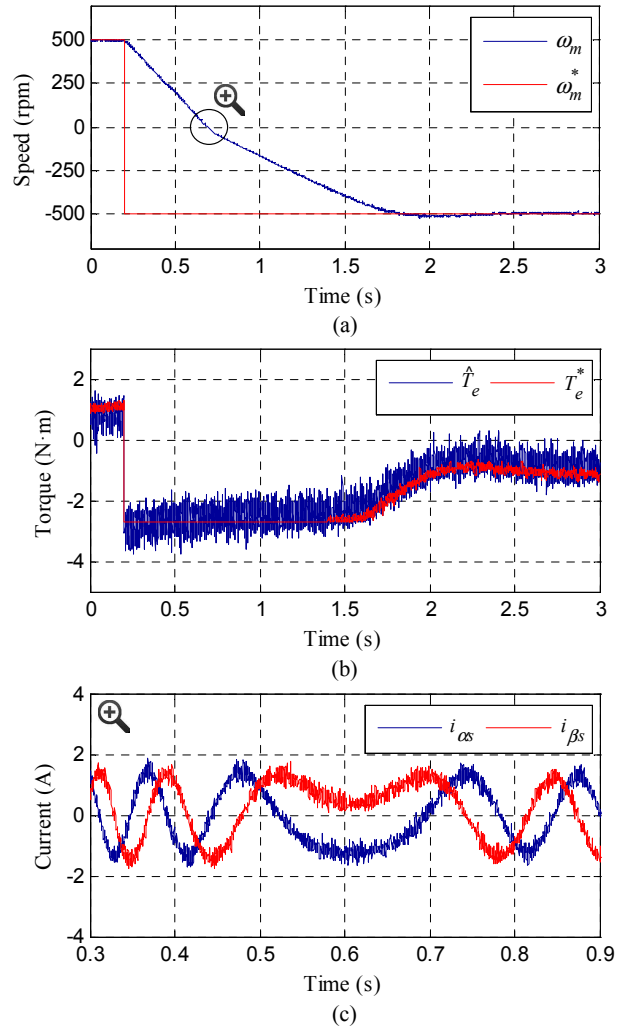 500
250
0
-250
-500
Speed (rpm)
ω_m
ω_m^*
0 0.5 1 1.5 2 2.5 3
Time (s)
(a)
2
0
-2
-4
Torque (N·m)
T̂_e T_e^*
0 0.5 1 1.5 2 2.5 3
Time (s)
(b)
4
2
0
-2
-4
Current (A)
i_αs i_βs
0.3 0.4 0.5 0.6 0.7 0.8 0.9
Time (s)
(c)